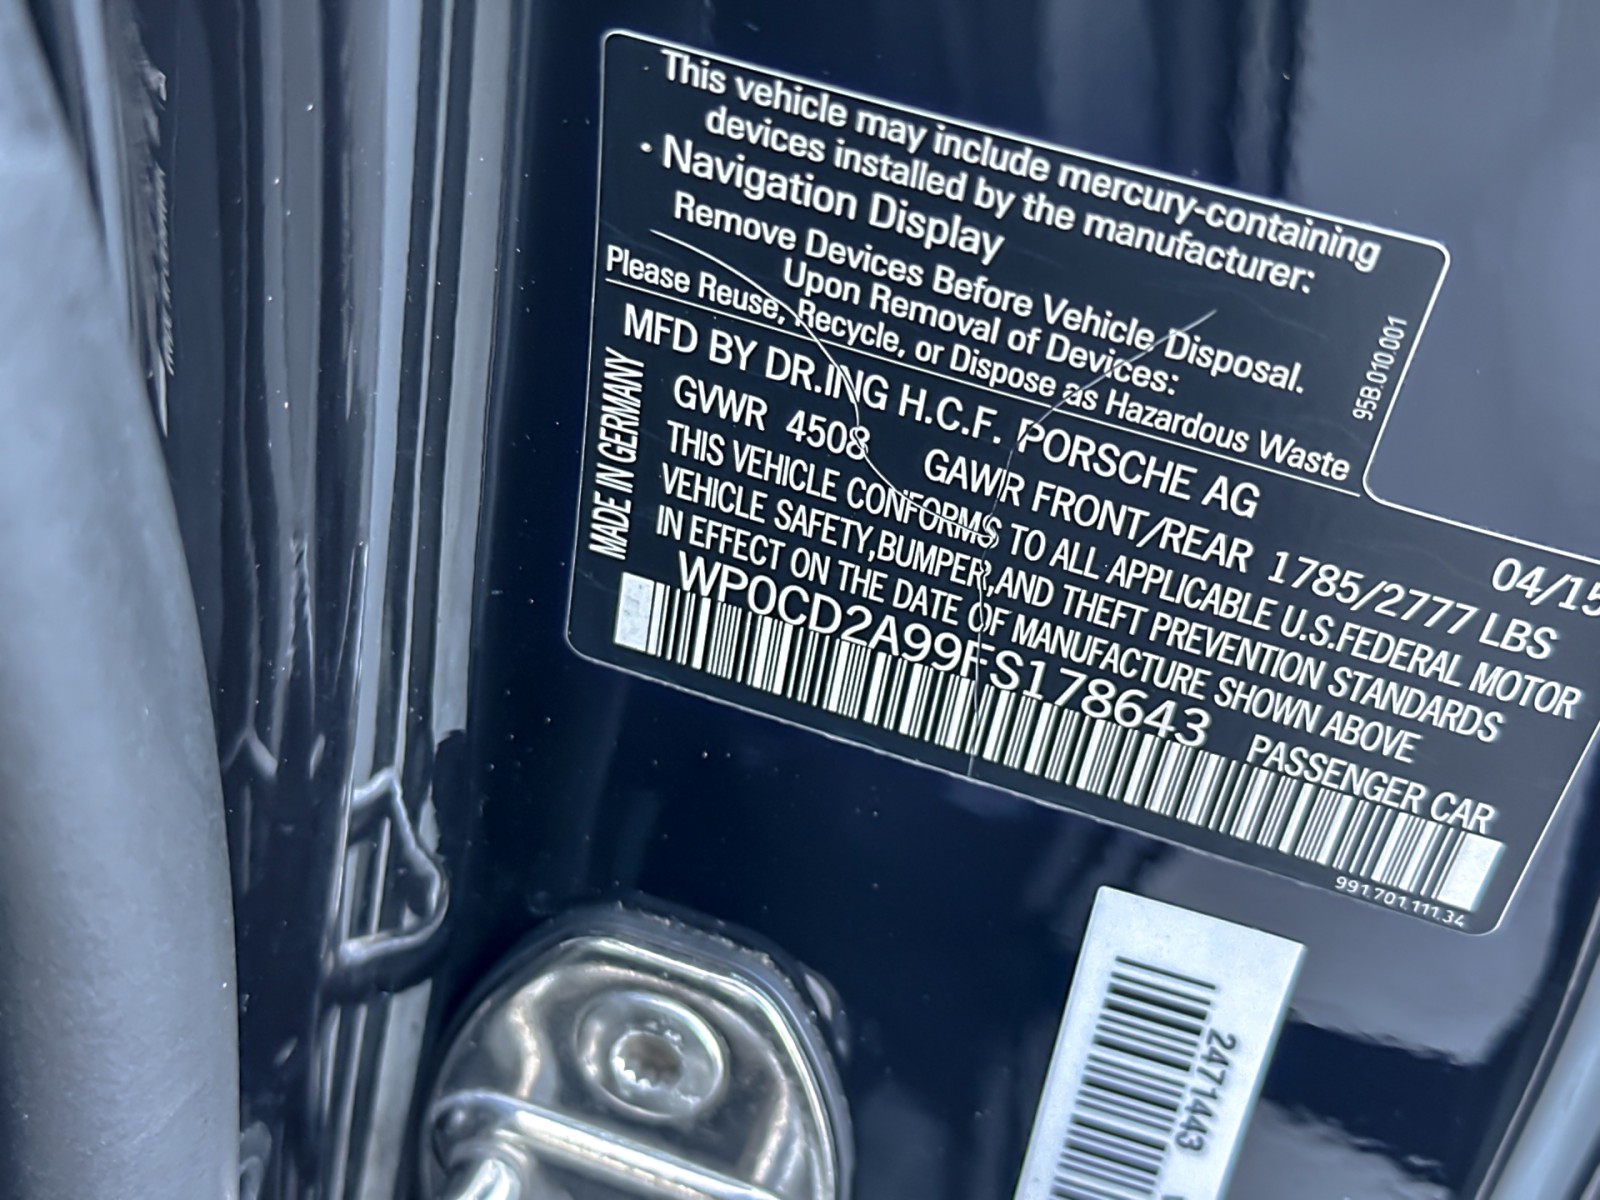 This vehicle may include mercury-containing
devices installed by the manufacturer:
· Navigation Display
Remove Devices Before Vehicle Disposal.
Upon Removal of Devices:
Please Reuse, Recycle, or Dispose as Hazardous Waste
95B.010.001
MFD BY DR.ING H.C.F. PORSCHE AG
04/15
GVWR 4508 GAWR FRONT/REAR 1785/2777 LBS
THIS VEHICLE CONFORMS TO ALL APPLICABLE U.S.FEDERAL MOTOR
VEHICLE SAFETY,BUMPER,AND THEFT PREVENTION STANDARDS
IN EFFECT ON THE DATE OF MANUFACTURE SHOWN ABOVE
WP0CD2A99FS178643
PASSENGER CAR
MADE IN GERMANY
991.701.111.34
2471443